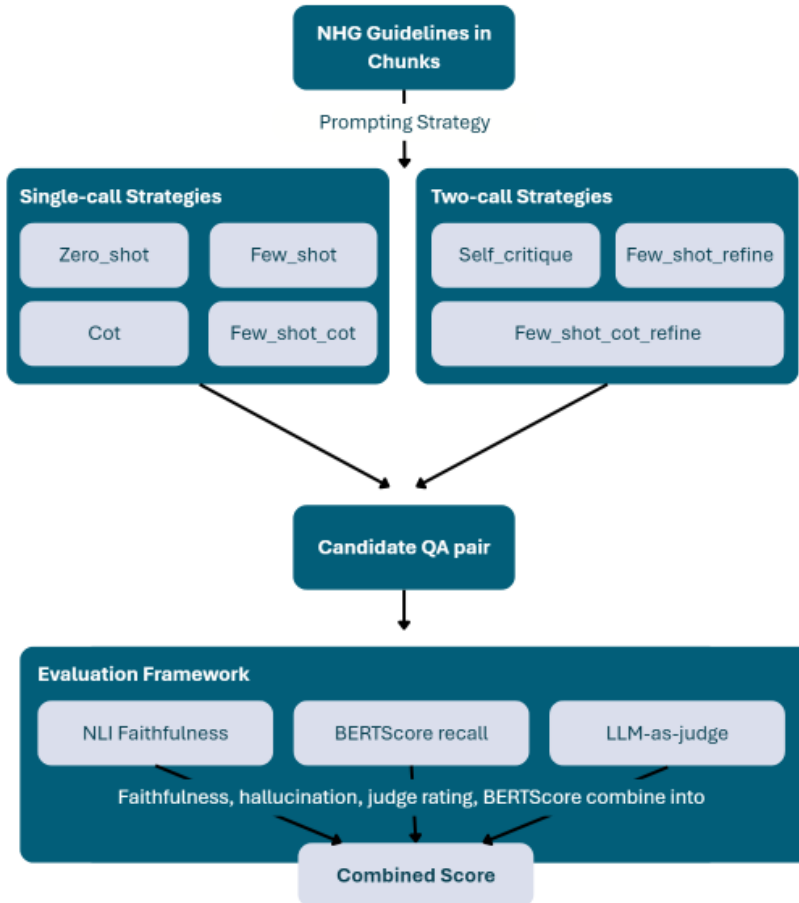 NHG Guidelines in
Chunks
Prompting Strategy
Single-call Strategies
Zero_shot
Few_shot
Cot
Few_shot_cot
Two-call Strategies
Self_critique
Few_shot_refine
Few_shot_cot_refine
Candidate QA pair
Evaluation Framework
NLI Faithfulness
BERTScore recall
LLM-as-judge
Faithfulness, hallucination, judge rating, BERTScore combine into
Combined Score